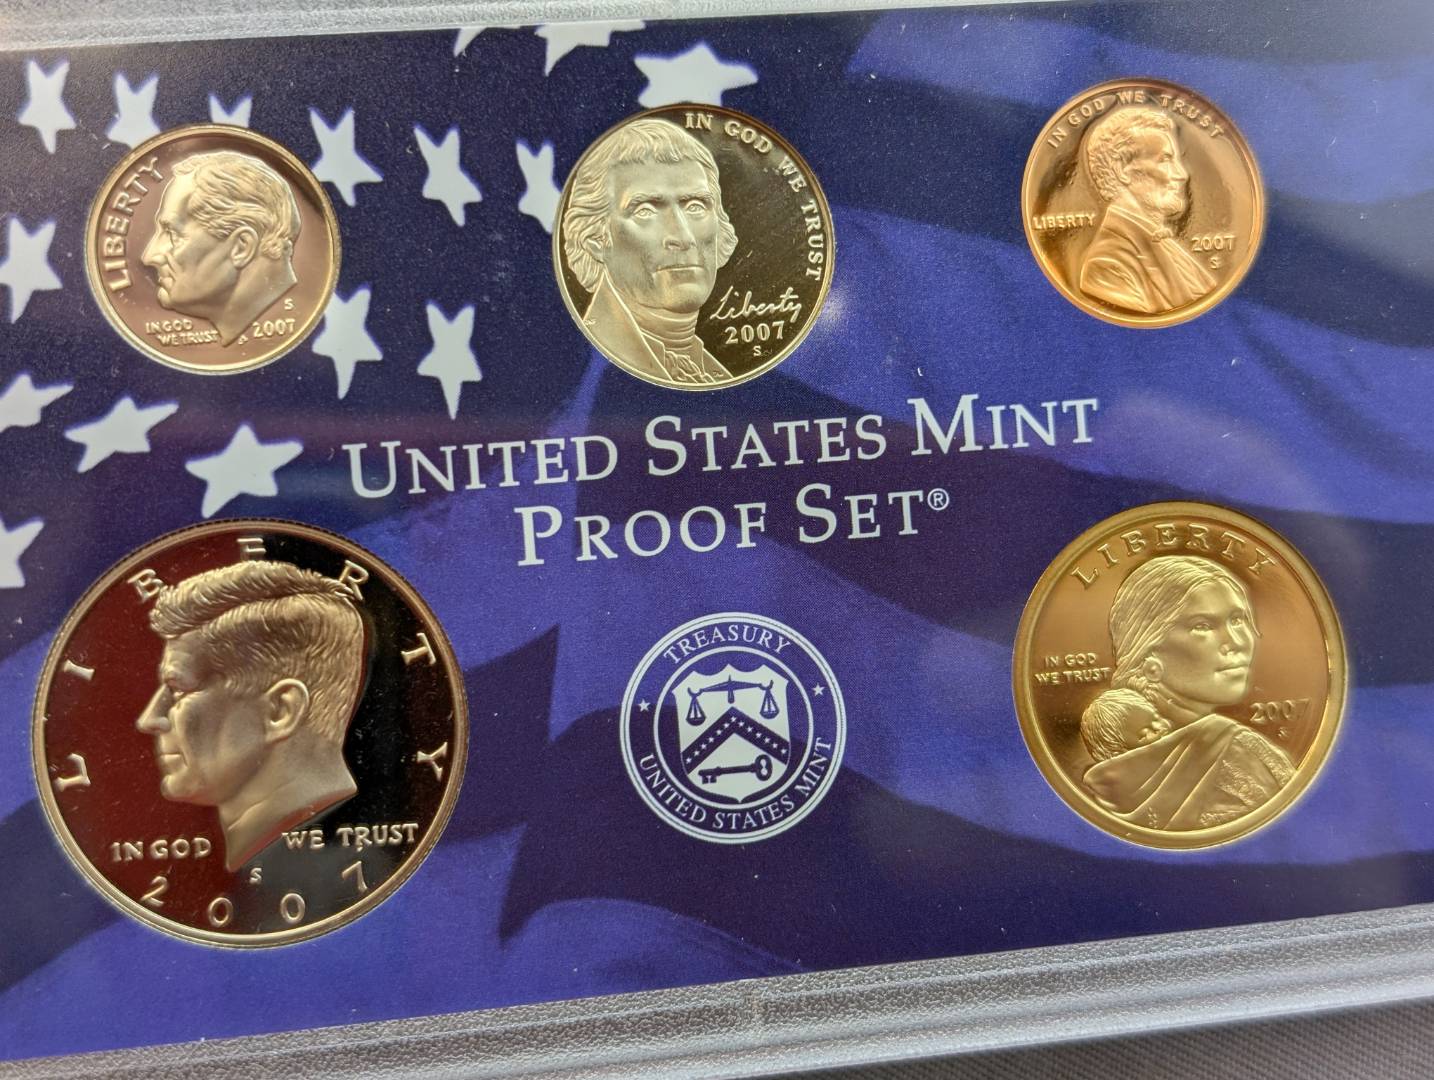 LIBERTY
IN GOD
WE TRUST
S
2007
IN GOD WE TRUST
Liberty
2007
S
IN GOD WE TRUST
LIBERTY
2007
S
UNITED STATES MINT
PROOF SET®
LIBERTY
IN GOD WE TRUST
S
2007
TREASURY
UNITED STATES MINT
LIBERTY
IN GOD
WE TRUST
2007
S